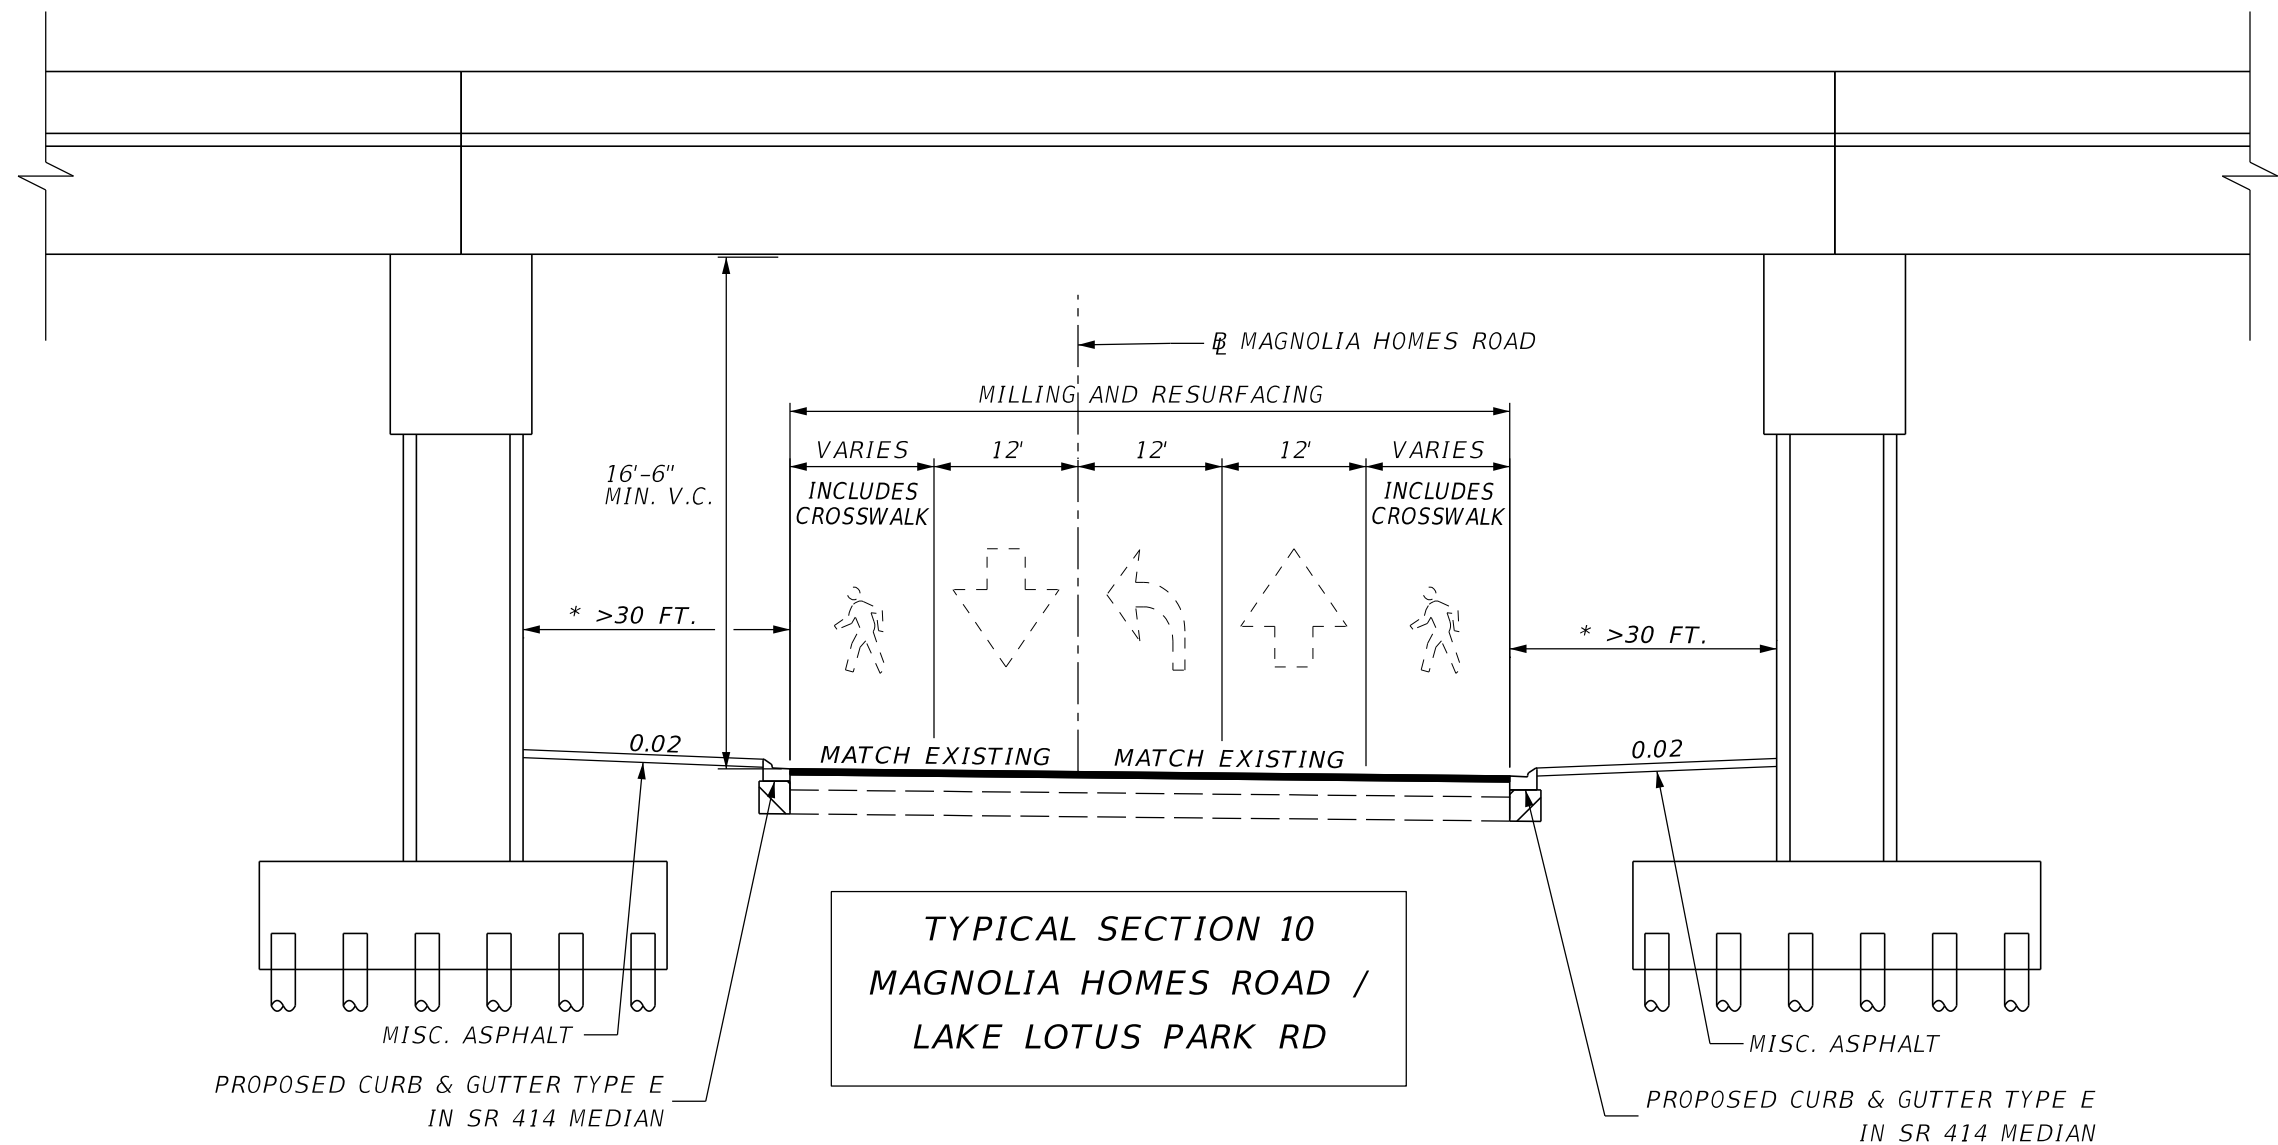 ℄ MAGNOLIA HOMES ROAD
MILLING AND RESURFACING
VARIES 12' 12' 12' VARIES
16'-6"
MIN. V.C.
INCLUDES
CROSSWALK
INCLUDES
CROSSWALK
* >30 FT.
* >30 FT.
0.02
MATCH EXISTING
MATCH EXISTING
0.02
TYPICAL SECTION 10
MAGNOLIA HOMES ROAD /
LAKE LOTUS PARK RD
MISC. ASPHALT
MISC. ASPHALT
PROPOSED CURB & GUTTER TYPE E
IN SR 414 MEDIAN
PROPOSED CURB & GUTTER TYPE E
IN SR 414 MEDIAN